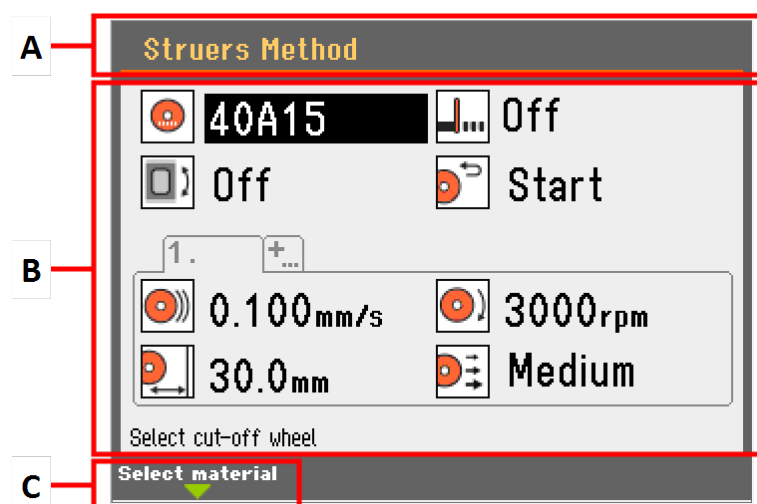 A
Struers Method
40A15 Off
Off Start
B
1. +...
0.100mm/s 3000rpm
30.0mm Medium
Select cut-off wheel
C
Select material